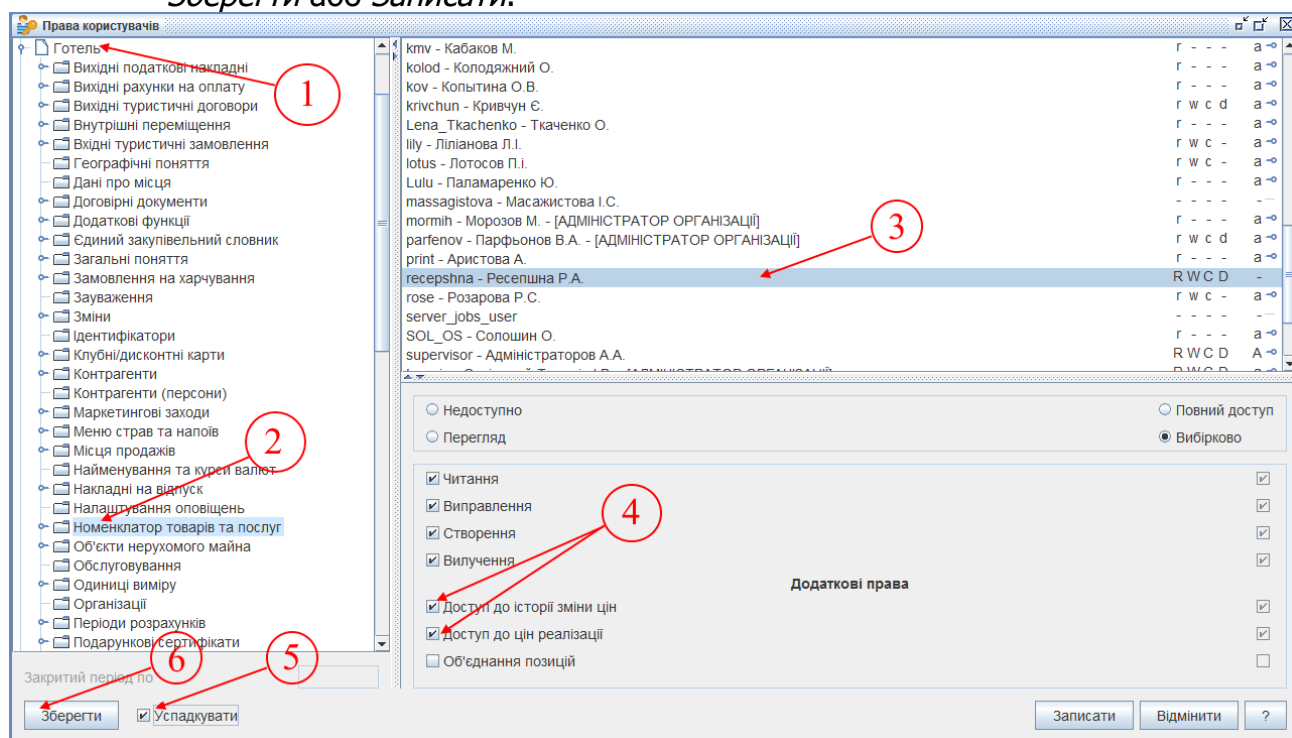 Зберегти або Записати.
Права користувачів
Готель
Вихідні податкові накладні
Вихідні рахунки на оплату
Вихідні туристичні договори
Внутрішні переміщення
Вхідні туристичні замовлення
Географічні поняття
Дані про місця
Договірні документи
Додаткові функції
Єдиний закупівельний словник
Загальні поняття
Замовлення на харчування
Зауваження
Зміни
Ідентифікатори
Клубні/дисконтні карти
Контрагенти
Контрагенти (персони)
Маркетингові заходи
Меню страв та напоїв
Місця продажів
Найменування та курси валют
Накладні на відпуск
Налаштування оповіщень
Номенклатор товарів та послуг
Об'єкти нерухомого майна
Обслуговування
Одиниці виміру
Організації
Періоди розрахунків
Подарункові сертифікати
1
2
Закритий період по
6
5
Зберегти Успадкувати
kmv - Кабаков М. r - - - a
kolod - Колодяжний О. r - - - a
kov - Копытина О.В. r - - - a
krivchun - Кривчун Є. r w c d a
Lena_Tkachenko - Ткаченко О. r - - - a
lily - Ліліанова Л.І. r w c - a
lotus - Лотосов П.і. r w c - a
Lulu - Паламаренко Ю. r - - - a
massagistova - Масажистова І.С. - - - - -
mormih - Морозов М. - [АДМІНІСТРАТОР ОРГАНІЗАЦІЇ] r - - - a
parfenov - Парфьонов В.А. - [АДМІНІСТРАТОР ОРГАНІЗАЦІЇ] r w c d a
print - Аристова А. r - - - a
recepshna - Ресепшна Р.А. R W C D -
rose - Розарова Р.С. r w c - a
server_jobs_user - - - - -
SOL_OS - Солошин О. r - - - a
supervisor - Адміністраторов А.А. R W C D A
3
Недоступно Повний доступ
Перегляд Вибірково
Читання
Виправлення
Створення
Вилучення
4
Додаткові права
Доступ до історії зміни цін
Доступ до цін реалізації
Об'єднання позицій
Записати Відмінити ?